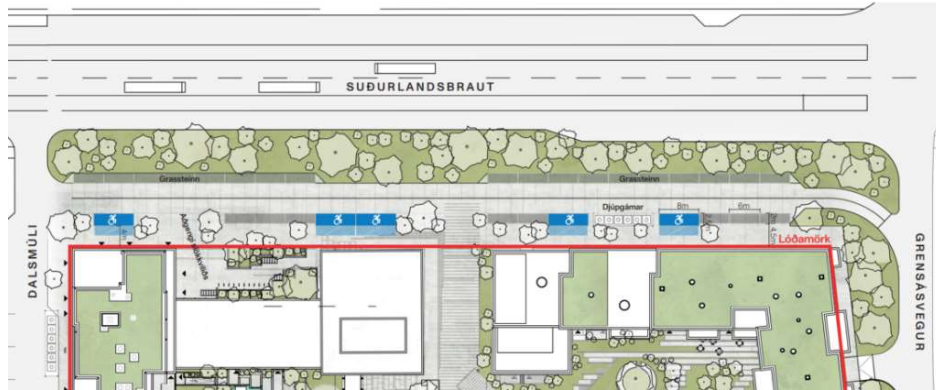 SUÐURLANDSBRAUT
Grassteinn
Grassteinn
Djúpgámar
8m
6m
Lóðamörk
DALSMÚLI
GRENSÁSVEGUR